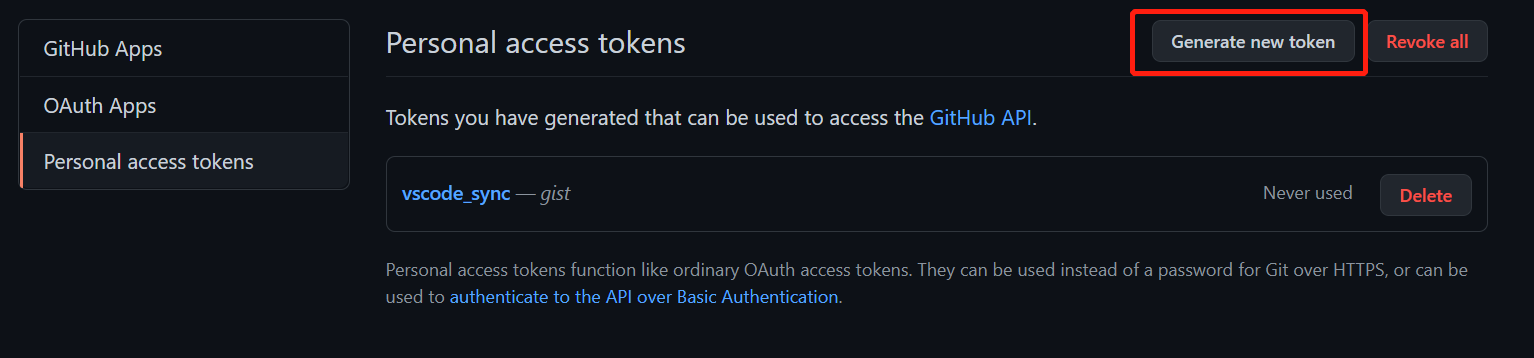 GitHub Apps
OAuth Apps
Personal access tokens
Personal access tokens
Generate new token
Revoke all
Tokens you have generated that can be used to access the GitHub API.
vscode_sync — gist
Never used
Delete
Personal access tokens function like ordinary OAuth access tokens. They can be used instead of a password for Git over HTTPS, or can be
used to authenticate to the API over Basic Authentication.